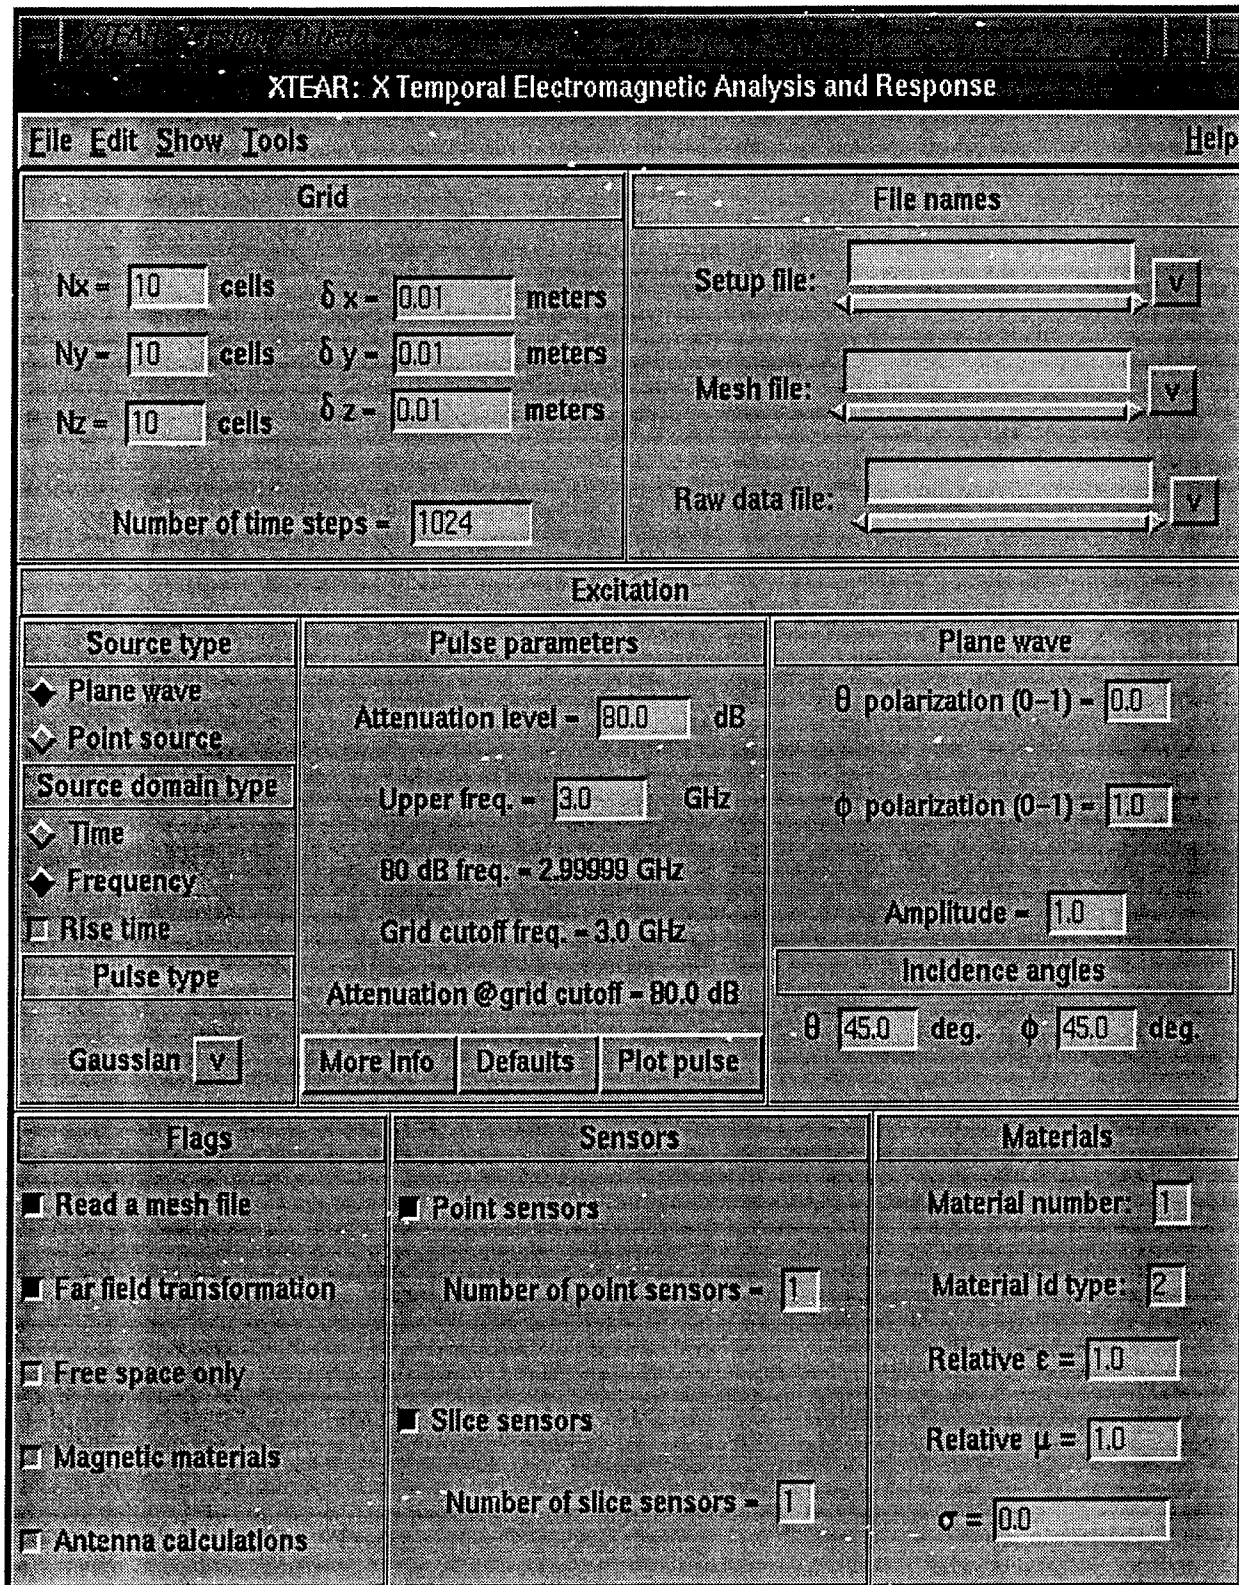 XTEAR: X Temporal Electromagnetic Analysis and Response
File Edit Show Tools Help
Grid
Nx = 10 cells δ x = 0.01 meters
Ny = 10 cells δ y = 0.01 meters
Nz = 10 cells δ z = 0.01 meters
Number of time steps = 1024
File names
Setup file: v
Mesh file: v
Raw data file: v
Excitation
Source type
Plane wave
Point source
Source domain type
Time
Frequency
Rise time
Pulse type
Gaussian v
Pulse parameters
Attenuation level = 80.0 dB
Upper freq. = 3.0 GHz
80 dB freq. = 2.99999 GHz
Grid cutoff freq. = 3.0 GHz
Attenuation @grid cutoff = 80.0 dB
More Info Defaults Plot pulse
Plane wave
θ polarization (0-1) = 0.0
ϕ polarization (0-1) = 1.0
Amplitude = 1.0
Incidence angles
θ 45.0 deg. ϕ 45.0 deg.
Flags
Read a mesh file
Far field transformation
Free space only
Magnetic materials
Antenna calculations
Sensors
Point sensors
Number of point sensors = 1
Slice sensors
Number of slice sensors = 1
Materials
Material number: 1
Material id type: 2
Relative ε = 1.0
Relative μ = 1.0
σ = 0.0